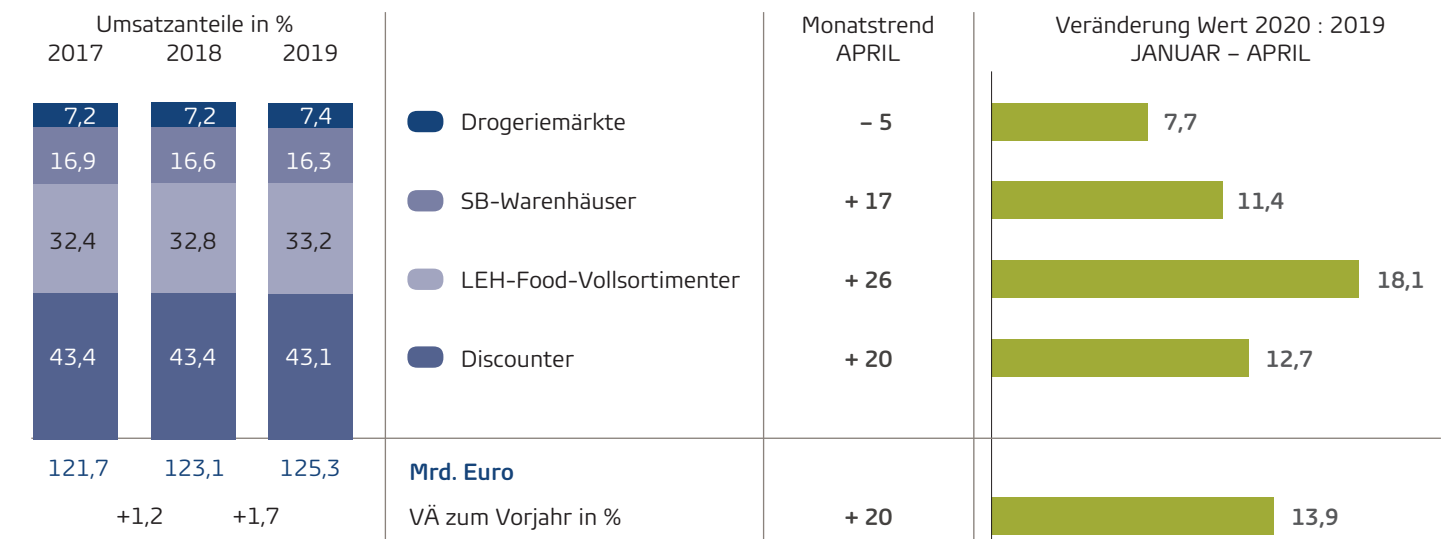 Umsatzanteile in %
2017 2018 2019
Monatstrend
APRIL
Veränderung Wert 2020 : 2019
JANUAR – APRIL
7,2 7,2 7,4 Drogeriemärkte – 5 7,7
16,9 16,6 16,3 SB-Warenhäuser + 17 11,4
32,4 32,8 33,2 LEH-Food-Vollsortimenter + 26 18,1
43,4 43,4 43,1 Discounter + 20 12,7
121,7 123,1 125,3 Mrd. Euro
+1,2 +1,7 VÄ zum Vorjahr in % + 20 13,9